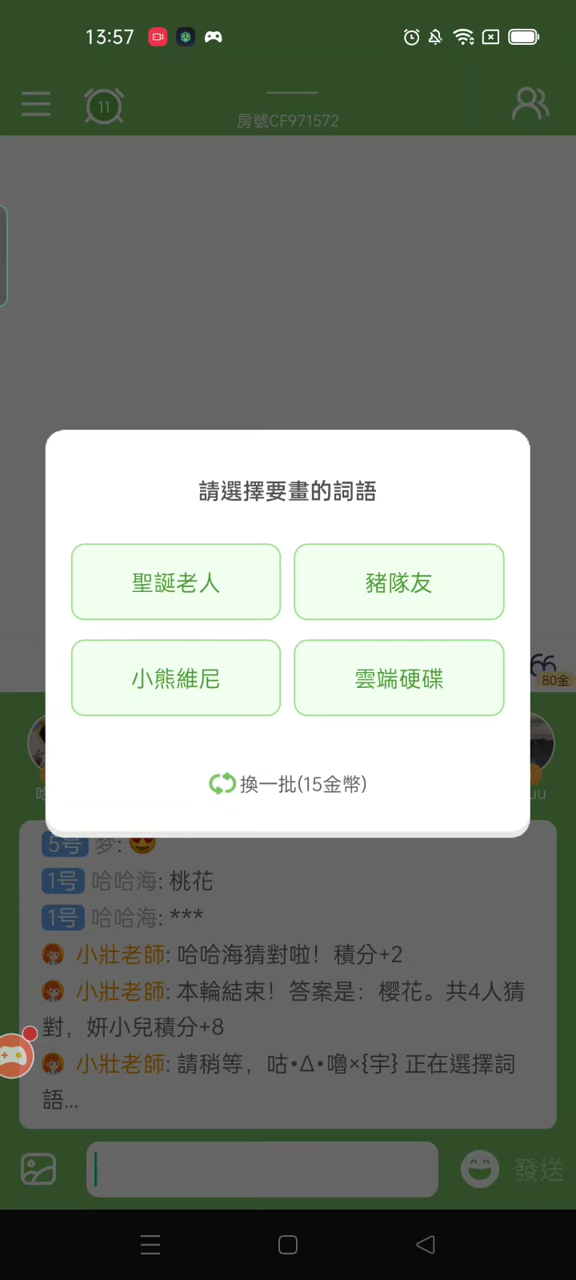 13:57
11
房號CF971572
請選擇要畫的詞語
聖誕老人
豬隊友
小熊維尼
雲端硬碟
80金
換一批(15金幣)
5号 夢:
1号 哈哈海: 桃花
1号 哈哈海: ***
小壯老師: 哈哈海猜對啦！積分+2
小壯老師: 本輪結束！答案是：櫻花。共4人猜
對，妍小兒積分+8
小壯老師: 請稍等，咕•Δ•嚕×{宇} 正在選擇詞
語...
發送